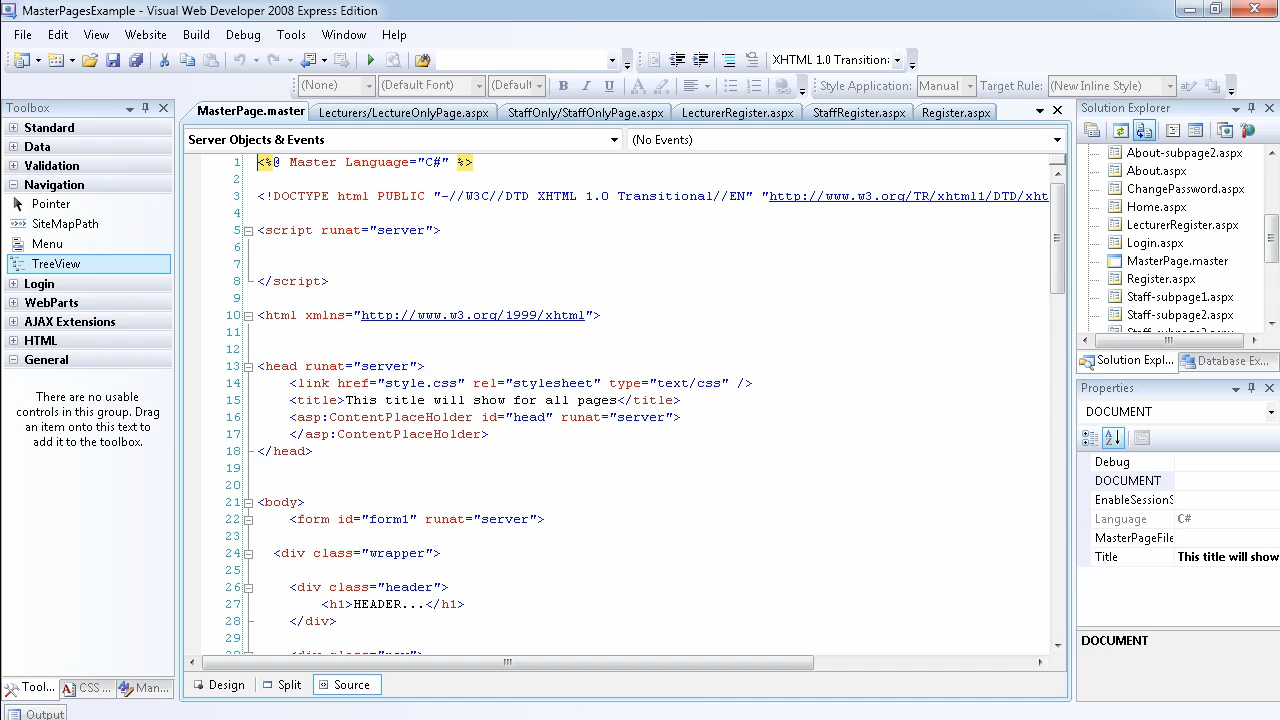 MasterPagesExample - Visual Web Developer 2008 Express Edition
File Edit View Website Build Debug Tools Window Help
XHTML 1.0 Transition:
(None) (Default Font) (Default B I U A Style Application: Manual Target Rule: (New Inline Style)
Toolbox
Standard
Data
Validation
Navigation
Pointer
SiteMapPath
Menu
TreeView
Login
WebParts
AJAX Extensions
HTML
General
There are no usable
controls in this group. Drag
an item onto this text to
add it to the toolbox.
Tool... CSS ... Man...
Output
MasterPage.master Lecturers/LectureOnlyPage.aspx StaffOnly/StaffOnlyPage.aspx LecturerRegister.aspx StaffRegister.aspx Register.aspx
Server Objects & Events (No Events)
1 <%@ Master Language="C#" %>
2
3 <!DOCTYPE html PUBLIC "-//W3C//DTD XHTML 1.0 Transitional//EN" "http://www.w3.org/TR/xhtml1/DTD/xht
4
5 <script runat="server">
6
7
8 </script>
9
10 <html xmlns="http://www.w3.org/1999/xhtml">
11
12
13 <head runat="server">
14 <link href="style.css" rel="stylesheet" type="text/css" />
15 <title>This title will show for all pages</title>
16 <asp:ContentPlaceHolder id="head" runat="server">
17 </asp:ContentPlaceHolder>
18 </head>
19
20
21 <body>
22 <form id="form1" runat="server">
23
24 <div class="wrapper">
25
26 <div class="header">
27 <h1>HEADER...</h1>
28 </div>
29
Design Split Source
Solution Explorer
About-subpage2.aspx
About.aspx
ChangePassword.aspx
Home.aspx
LecturerRegister.aspx
Login.aspx
MasterPage.master
Register.aspx
Staff-subpage1.aspx
Staff-subpage2.aspx
Solution Expl... Database Ex...
Properties
DOCUMENT
Debug
DOCUMENT
EnableSessionS
Language C#
MasterPageFile
Title This title will show
DOCUMENT